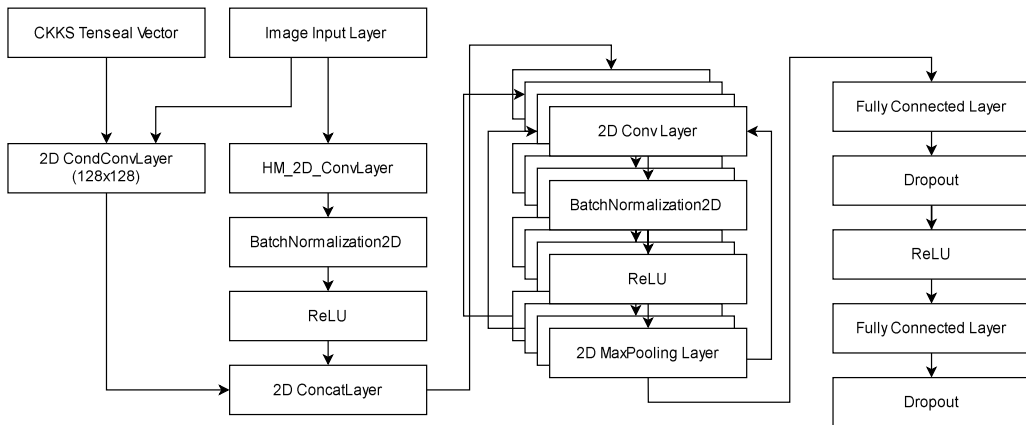 CKKS Tenseal Vector
Image Input Layer
2D CondConvLayer
(128x128)
HM_2D_ConvLayer
BatchNormalization2D
ReLU
2D ConcatLayer
2D Conv Layer
BatchNormalization2D
ReLU
2D MaxPooling Layer
Fully Connected Layer
Dropout
ReLU
Fully Connected Layer
Dropout